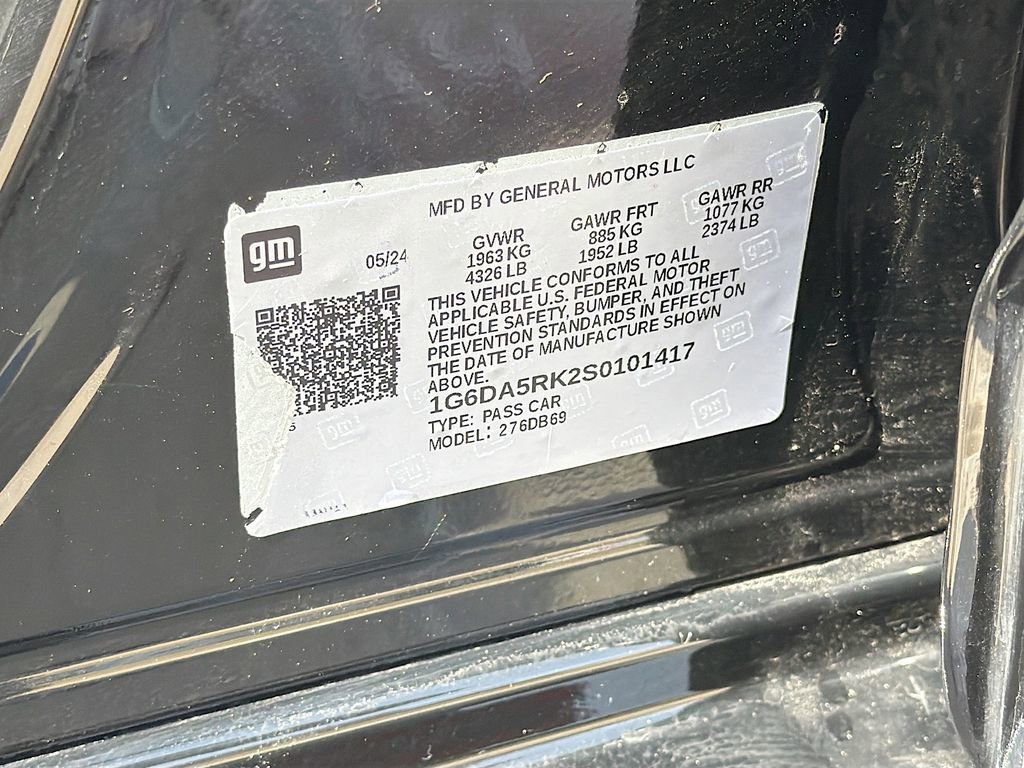 MFD BY GENERAL MOTORS LLC
gm
05/24
GVWR
1963 KG
4326 LB
GAWR FRT
885 KG
1952 LB
GAWR RR
1077 KG
2374 LB
THIS VEHICLE CONFORMS TO ALL
APPLICABLE U.S. FEDERAL MOTOR
VEHICLE SAFETY, BUMPER, AND THEFT
PREVENTION STANDARDS IN EFFECT ON
THE DATE OF MANUFACTURE SHOWN
ABOVE.
1G6DA5RK2S0101417
TYPE: PASS CAR
MODEL: 276DB69